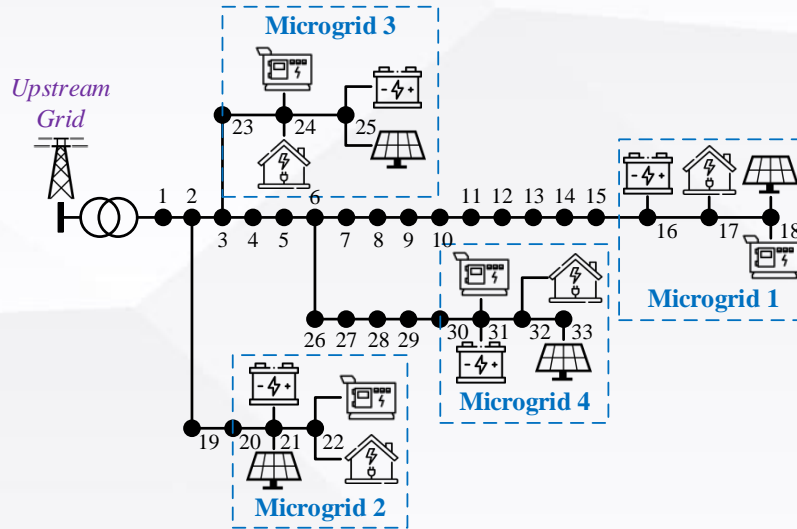 Microgrid 3
Upstream
Grid
23 24 25
1 2 3 4 5 6 7 8 9 10 11 12 13 14 15 16 17 18
Microgrid 1
26 27 28 29 30 31 32 33
Microgrid 4
19 20 21 22
Microgrid 2